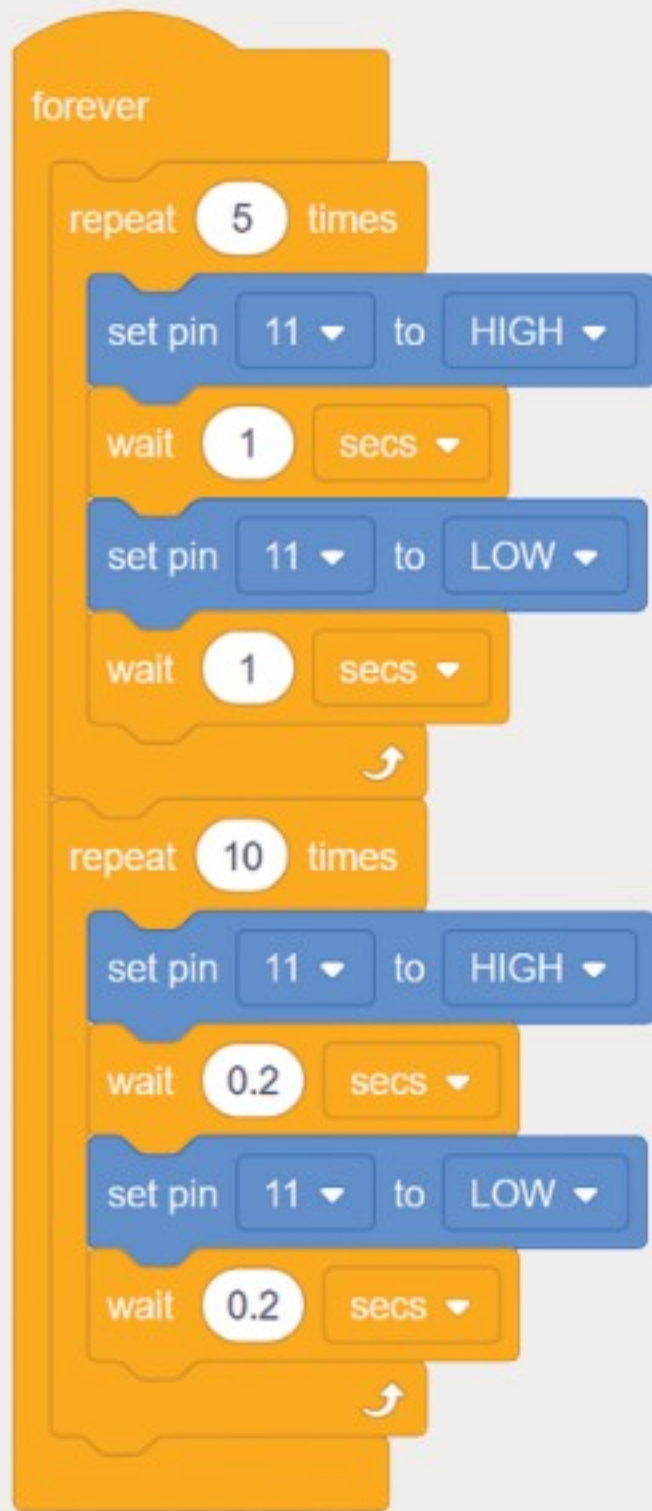 forever
repeat 5 times
set pin 11 to HIGH
wait 1 secs
set pin 11 to LOW
wait 1 secs
repeat 10 times
set pin 11 to HIGH
wait 0.2 secs
set pin 11 to LOW
wait 0.2 secs